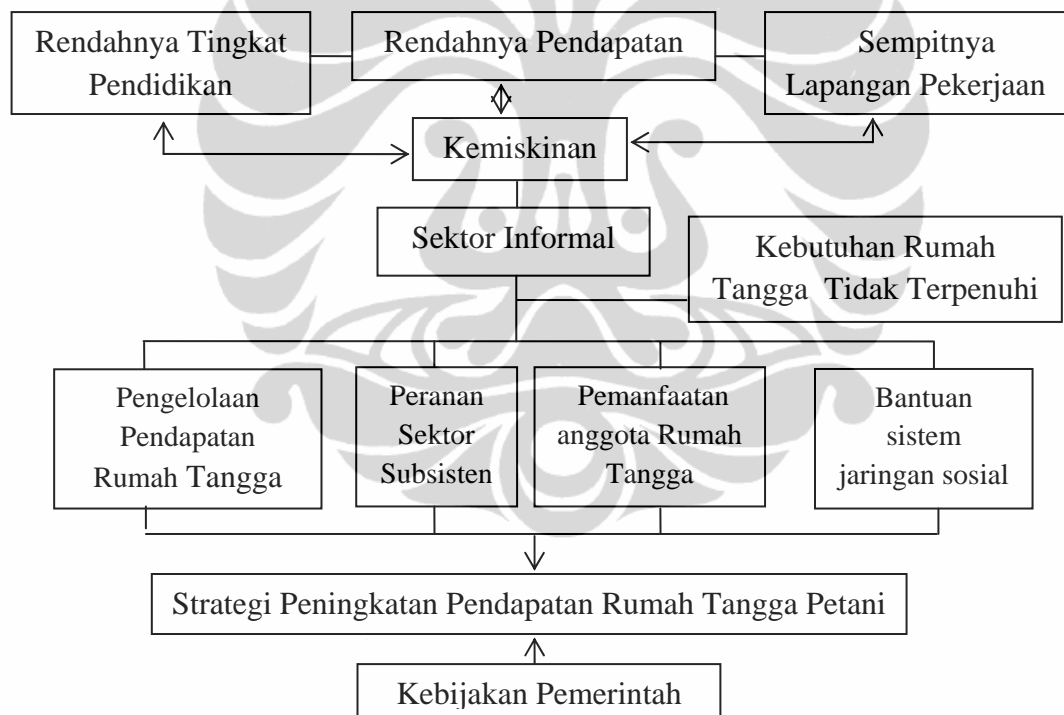 Rendahnya Tingkat
Pendidikan
Rendahnya Pendapatan
Sempitnya
Lapangan Pekerjaan
Kemiskinan
Sektor Informal
Kebutuhan Rumah
Tangga Tidak Terpenuhi
Pengelolaan
Pendapatan
Rumah Tangga
Peranan
Sektor
Subsisten
Pemanfaatan
anggota Rumah
Tangga
Bantuan
sistem
jaringan sosial
Strategi Peningkatan Pendapatan Rumah Tangga Petani
Kebijakan Pemerintah